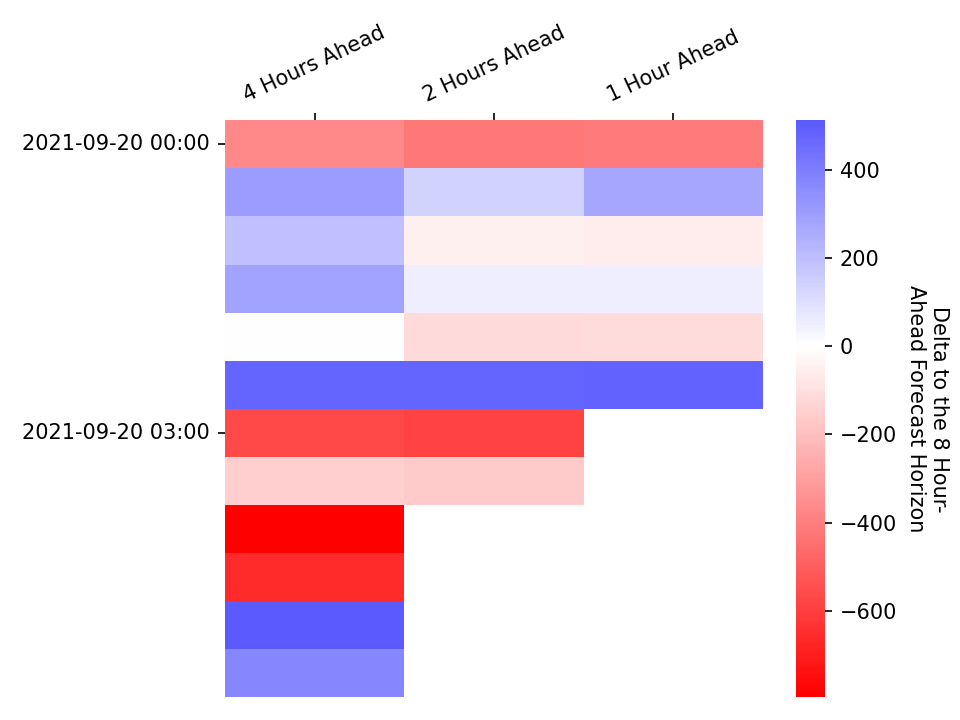 4 Hours Ahead
2 Hours Ahead
1 Hour Ahead
2021-09-20 00:00
2021-09-20 03:00
400
200
0
−200
−400
−600
Delta to the 8 Hour-
Ahead Forecast Horizon